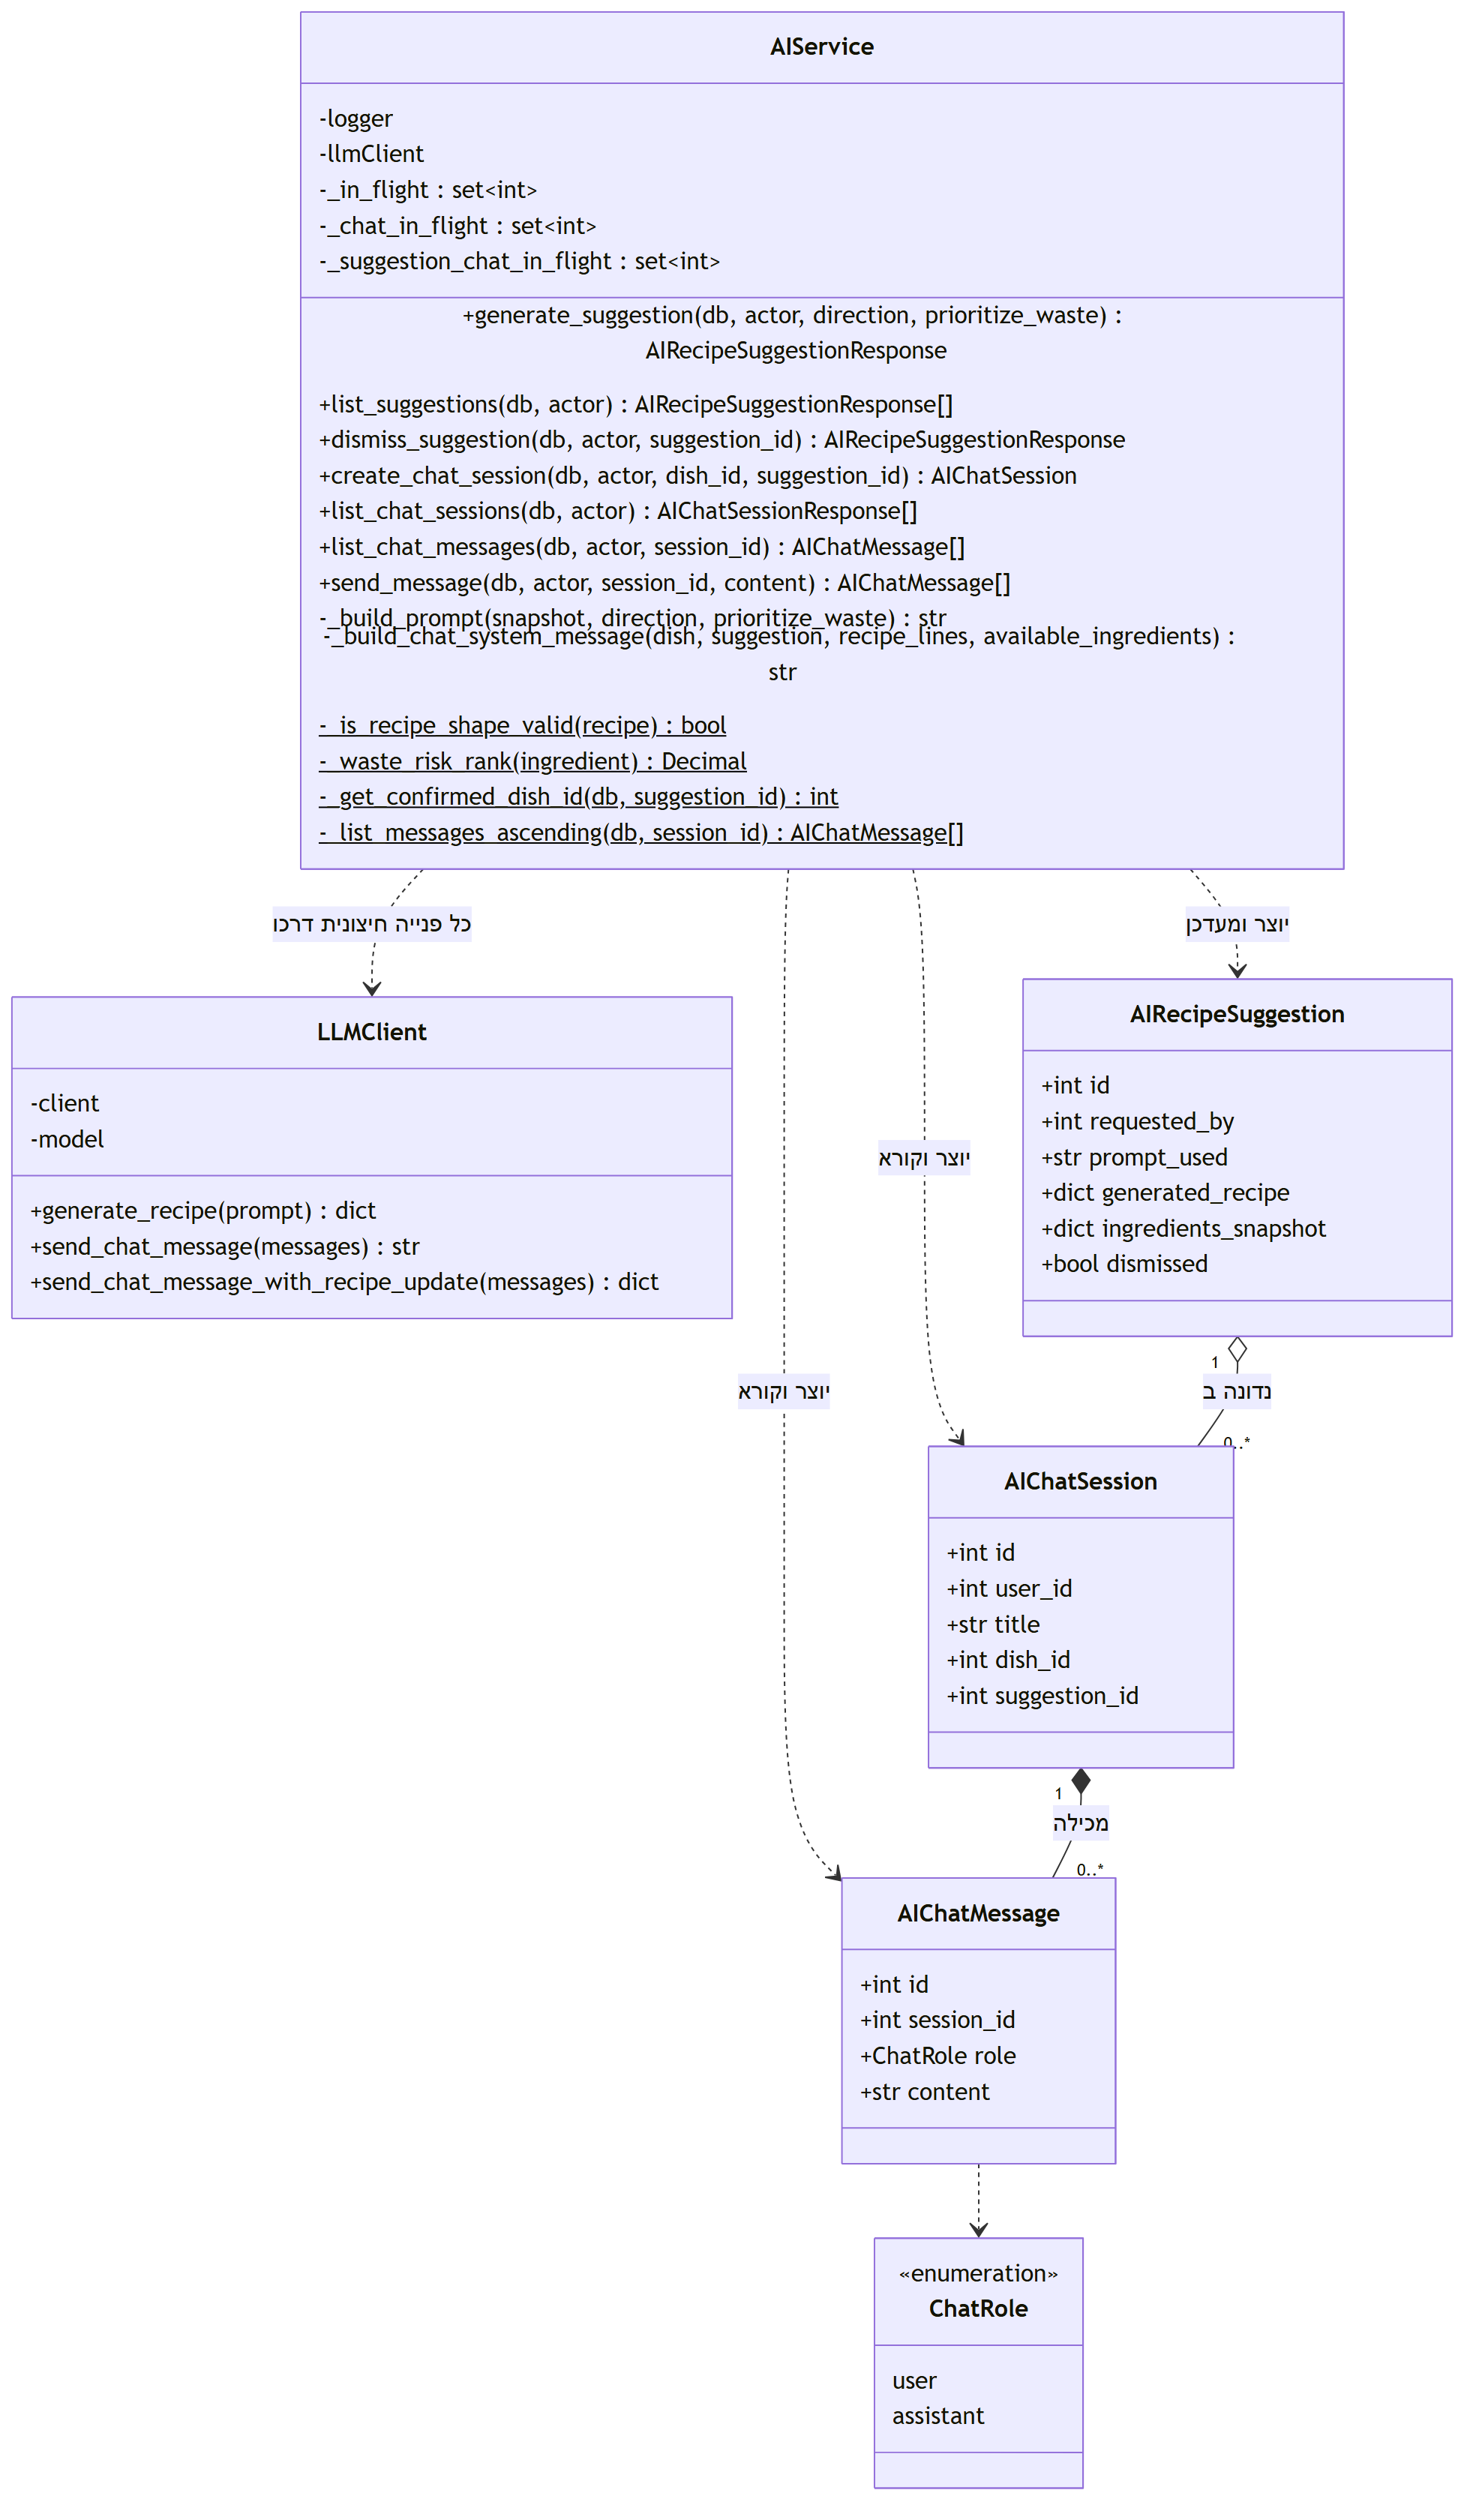 AIService
-logger
-llmClient
-_in_flight : set<int>
-_chat_in_flight : set<int>
-_suggestion_chat_in_flight : set<int>
+generate_suggestion(db, actor, direction, prioritize_waste) :
AIRecipeSuggestionResponse
+list_suggestions(db, actor) : AIRecipeSuggestionResponse[]
+dismiss_suggestion(db, actor, suggestion_id) : AIRecipeSuggestionResponse
+create_chat_session(db, actor, dish_id, suggestion_id) : AIChatSession
+list_chat_sessions(db, actor) : AIChatSessionResponse[]
+list_chat_messages(db, actor, session_id) : AIChatMessage[]
+send_message(db, actor, session_id, content) : AIChatMessage[]
-_build_prompt(snapshot, direction, prioritize_waste) : str
-_build_chat_system_message(dish, suggestion, recipe_lines, available_ingredients) :
str
-_is_recipe_shape_valid(recipe) : bool
-_waste_risk_rank(ingredient) : Decimal
-_get_confirmed_dish_id(db, suggestion_id) : int
-_list_messages_ascending(db, session_id) : AIChatMessage[]
כל פנייה חיצונית דרכו
יוצר ומעדכן
LLMClient
-client
-model
+generate_recipe(prompt) : dict
+send_chat_message(messages) : str
+send_chat_message_with_recipe_update(messages) : dict
AIRecipeSuggestion
+int id
+int requested_by
+str prompt_used
+dict generated_recipe
+dict ingredients_snapshot
+bool dismissed
יוצר וקורא
יוצר וקורא
1
נדונה ב
0..*
AIChatSession
+int id
+int user_id
+str title
+int dish_id
+int suggestion_id
1
מכילה
0..*
AIChatMessage
+int id
+int session_id
+ChatRole role
+str content
«enumeration»
ChatRole
user
assistant